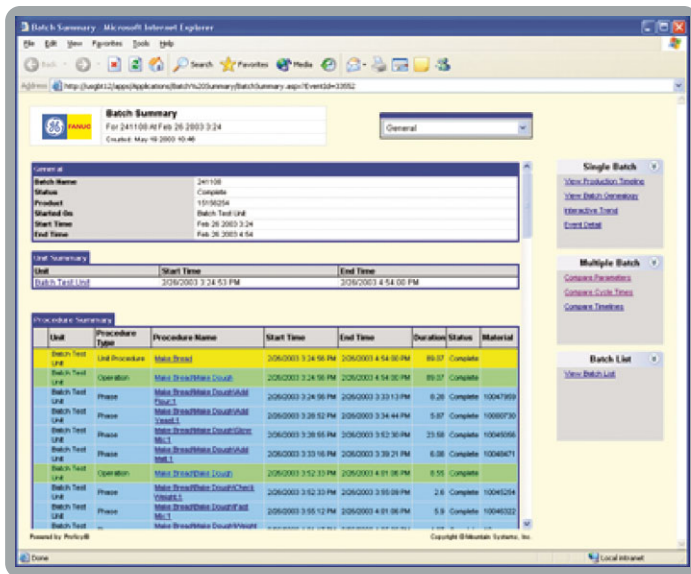 Batch Summary - Microsoft Internet Explorer
File Edit View Favorites Tools Help
Back Search Favorites Media
Address http://usgbt12/apps/Applications/Batch%20Summary/BatchSummary.aspx?EventId=33552
GE FANUC
Batch Summary
For 241108 At Feb 26 2003 3:24
Created: May 10:46
General
General
Batch Name 241108
Status Complete
Product 15156254
Started On Batch Test Unit
Start Time Feb 26 2003 3:24
End Time Feb 26 2003 4:54
Unit Summary
Unit Start Time End Time
Batch Test Unit 2/26/2003 3:24:53 PM 2/26/2003 4:54:00 PM
Procedure Summary
Unit Procedure Type Procedure Name Start Time End Time Duration Status Material
Batch Test Unit Unit Procedure Make Bread 2/26/2003 3:24:56 PM 2/26/2003 4:54:00 PM 89.07 Complete
Batch Test Unit Operation Make Bread\Make Dough 2/26/2003 3:24:56 PM 2/26/2003 4:54:00 PM 89.07 Complete
Batch Test Unit Phase Make Bread\Make Dough\Add Flour:1 2/26/2003 3:24:56 PM 2/26/2003 3:33:13 PM 8.28 Complete 10047959
Batch Test Unit Phase Make Bread\Make Dough\Add Yeast:1 2/26/2003 3:28:52 PM 2/26/2003 3:34:44 PM 5.87 Complete 10080730
Batch Test Unit Phase Make Bread\Make Dough\Slow Mix:1 2/26/2003 3:28:55 PM 2/26/2003 3:52:30 PM 23.58 Complete
Batch Test Unit Phase Make Bread\Make Dough\Add 2/26/2003 3:33:16 PM 2/26/2003 3:39:21 PM 6.08 Complete
Batch Test Unit Operation 2/26/2003 3:52:33 PM 2/26/2003 4:01:06 PM 8.55 Complete
Batch Test Unit Phase Make Bread\Make Dough\Check Weight:1 2/26/2003 3:52:33 PM 2/26/2003 3:55:09 PM 2.6 Complete 10045254
Batch Test Unit Phase Make Bread\Make Dough\Fast Mix:1 2/26/2003 3:55:12 PM 2/26/2003 4:01:06 PM 5.9 Complete 10046322
Batch Test Make Bread\Make Dough\Weight
Single Batch
View Production Timeline
View Batch Genealogy
Interactive Trend
Event Detail
Multiple Batch
Compare Parameters
Compare Cycle Times
Compare Timelines
Batch List
View Batch List
Powered by Proficy® Copyright © Mountain Systems, Inc.
Done Local intranet